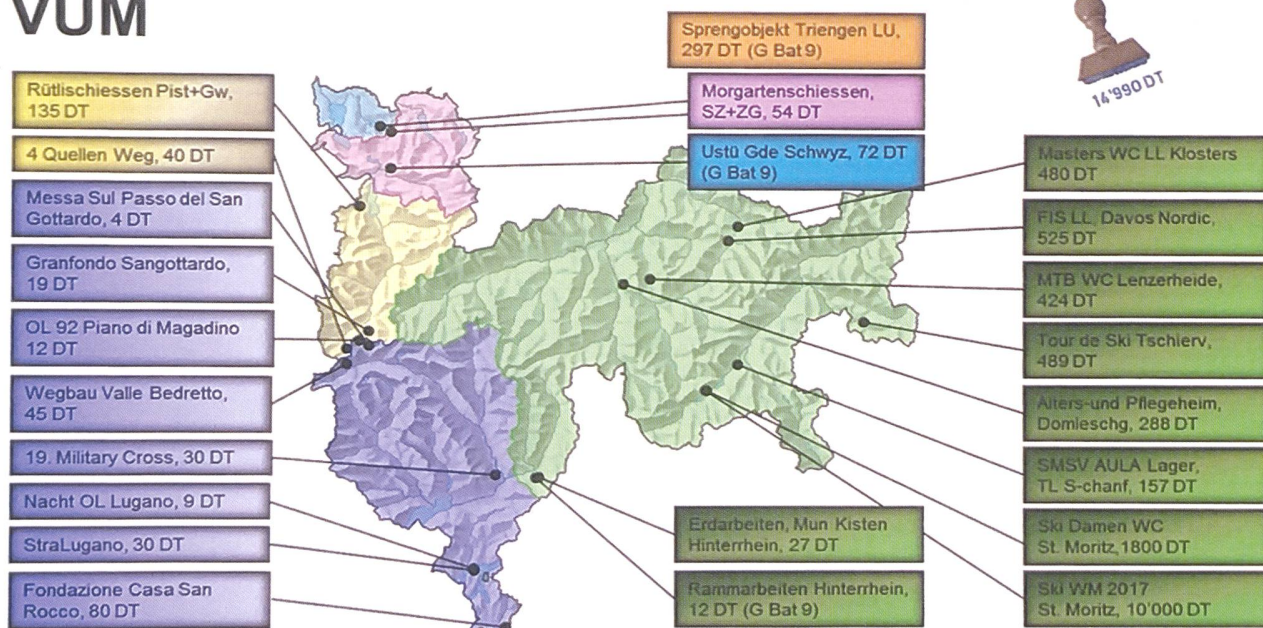 VUM
Rütlischiessen Pist+Gw,
135 DT
4 Quellen Weg, 40 DT
Messa Sul Passo del San
Gottardo, 4 DT
Granfondo Sangottardo,
19 DT
OL 92 Piano di Magadino
12 DT
Wegbau Valle Bedretto,
45 DT
19. Military Cross, 30 DT
Nacht OL Lugano, 9 DT
StraLugano, 30 DT
Fondazione Casa San
Rocco, 80 DT
Sprengobjekt Triengen LU,
297 DT (G Bat 9)
Morgartenschiessen,
SZ+ZG, 54 DT
Ustü Gde Schwyz, 72 DT
(G Bat 9)
Erdarbeiten, Mun Kisten
Hinterrhein, 27 DT
Rammarbeiten Hinterrhein,
12 DT (G Bat 9)
14'990 DT
Masters WC LL Klosters
480 DT
FIS LL, Davos Nordic,
525 DT
MTB WC Lenzerheide,
424 DT
Tour de Ski Tschierv,
489 DT
Alters-und Pflegeheim,
Domleschg, 288 DT
SMSV AULA Lager,
TL S-chanf, 157 DT
Ski Damen WC
St. Moritz,1800 DT
Ski WM 2017
St. Moritz, 10'000 DT